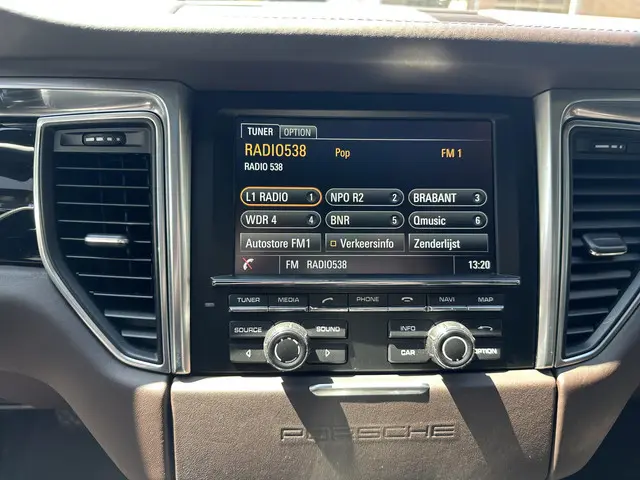 TUNER OPTION
RADIO538 Pop FM 1
RADIO 538
L1 RADIO 1 NPO R2 2 BRABANT 3
WDR 4 4 BNR 5 Qmusic 6
Autostore FM1 Verkeersinfo Zenderlijst
FM RADIO538 13:20
TUNER MEDIA PHONE NAVI MAP
SOURCE SOUND INFO
CAR OPTION
PORSCHE